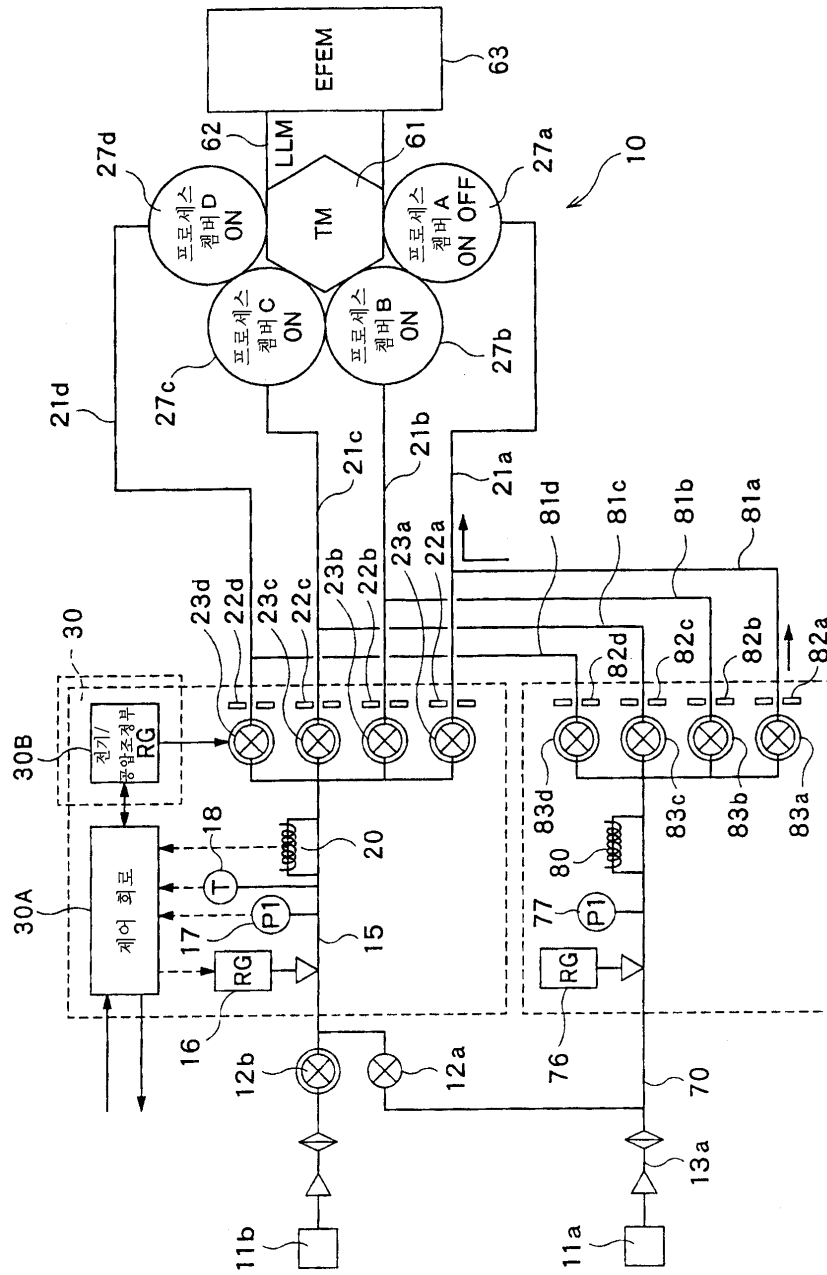 30B
30
전기/
공압조정부
RG
30A
제어 회로
18
T
17
P1
16
RG
15
20
12b
12a
11b
11a
13a
70
76
RG
77
P1
80
23d
22d
23c
22c
23b
22b
23a
22a
83d
82d
83c
82c
83b
82b
83a
82a
81d
81c
81b
81a
21d
21c
21b
21a
27d
프로세스
챔버 D
ON
27c
프로세스
챔버 C
ON
27b
프로세스
챔버 B
ON
27a
프로세스
챔버 A
ON OFF
TM
61
62
LLM
EFEM
63
10